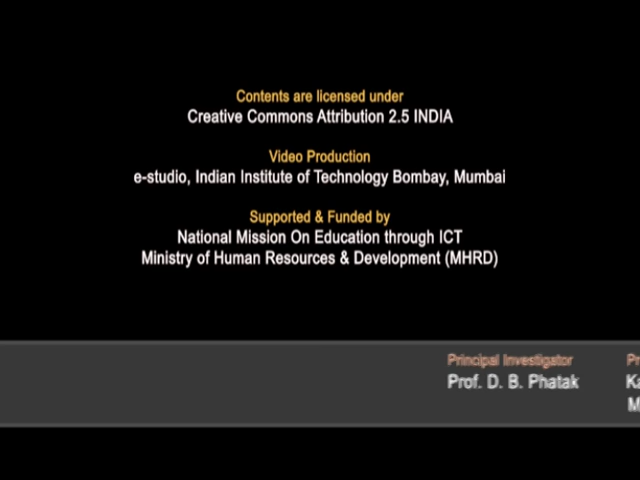 Contents are licensed under
Creative Commons Attribution 2.5 INDIA
Video Production
e-studio, Indian Institute of Technology Bombay, Mumbai
Supported & Funded by
National Mission On Education through ICT
Ministry of Human Resources & Development (MHRD)
Principal Investigator
Prof. D. B. Phatak